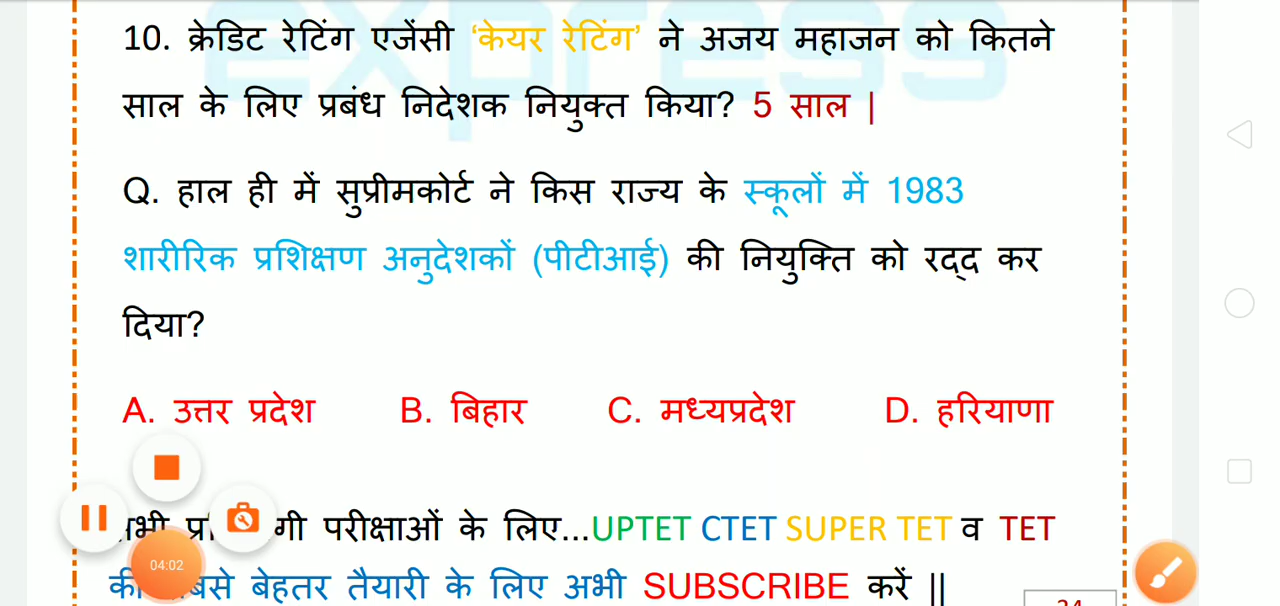 express
10. क्रेडिट रेटिंग एजेंसी 'केयर रेटिंग' ने अजय महाजन को कितने
साल के लिए प्रबंध निदेशक नियुक्त किया? 5 साल |
Q. हाल ही में सुप्रीमकोर्ट ने किस राज्य के स्कूलों में 1983
शारीरिक प्रशिक्षण अनुदेशकों (पीटीआई) की नियुक्ति को रद्द कर
दिया?
A. उत्तर प्रदेश B. बिहार C. मध्यप्रदेश D. हरियाणा
परीक्षाओं के लिए...UPTET CTET SUPER TET व TET
बेहतर तैयारी के लिए अभी SUBSCRIBE करें ||
04:02